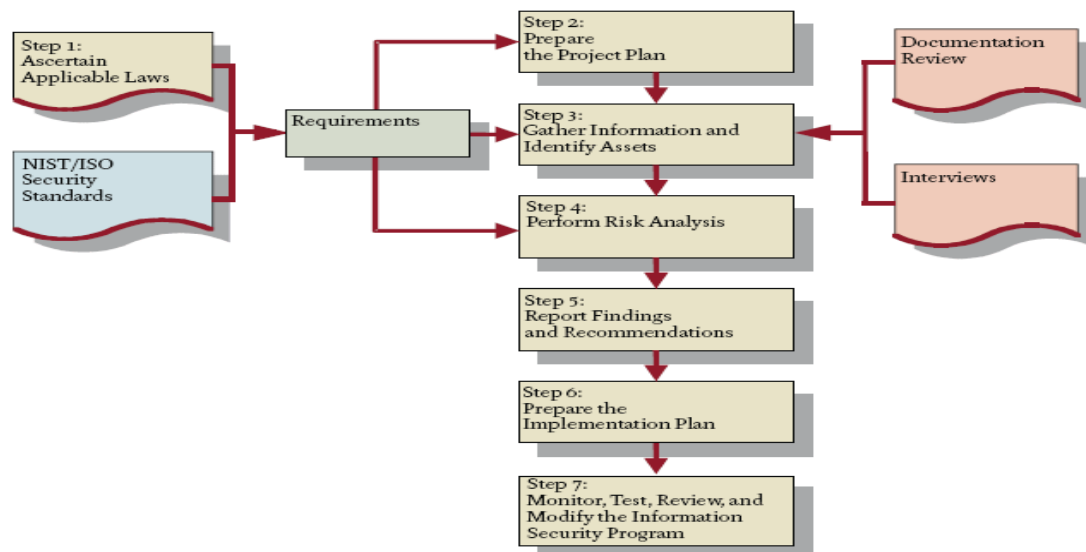 Step 1:
Ascertain
Applicable Laws
NIST/ISO
Security
Standards
Requirements
Step 2:
Prepare
the Project Plan
Step 3:
Gather Information and
Identify Assets
Step 4:
Perform Risk Analysis
Step 5:
Report Findings
and Recommendations
Step 6:
Prepare the
Implementation Plan
Step 7:
Monitor, Test, Review, and
Modify the Information
Security Program
Documentation
Review
Interviews